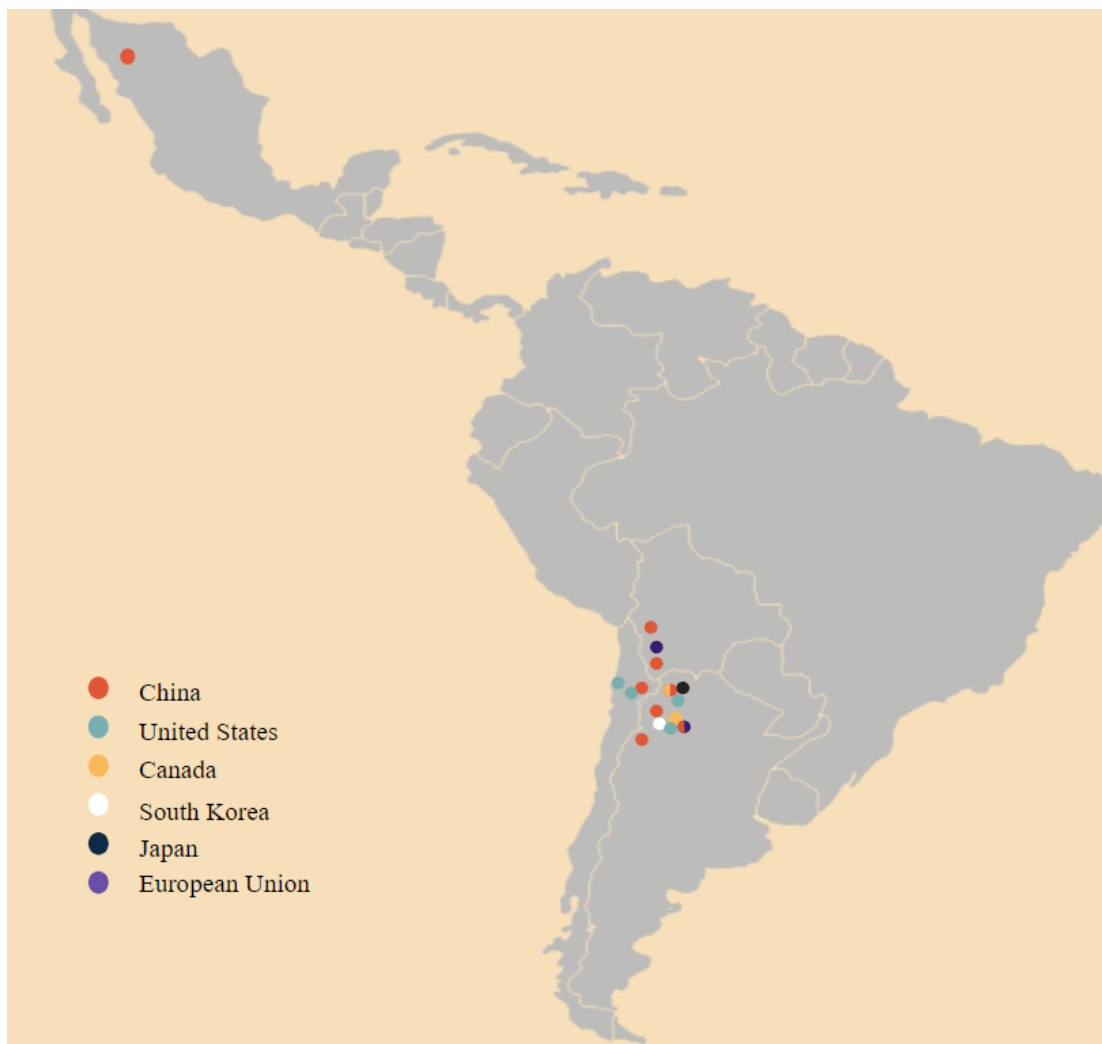 China
United States
Canada
South Korea
Japan
European Union